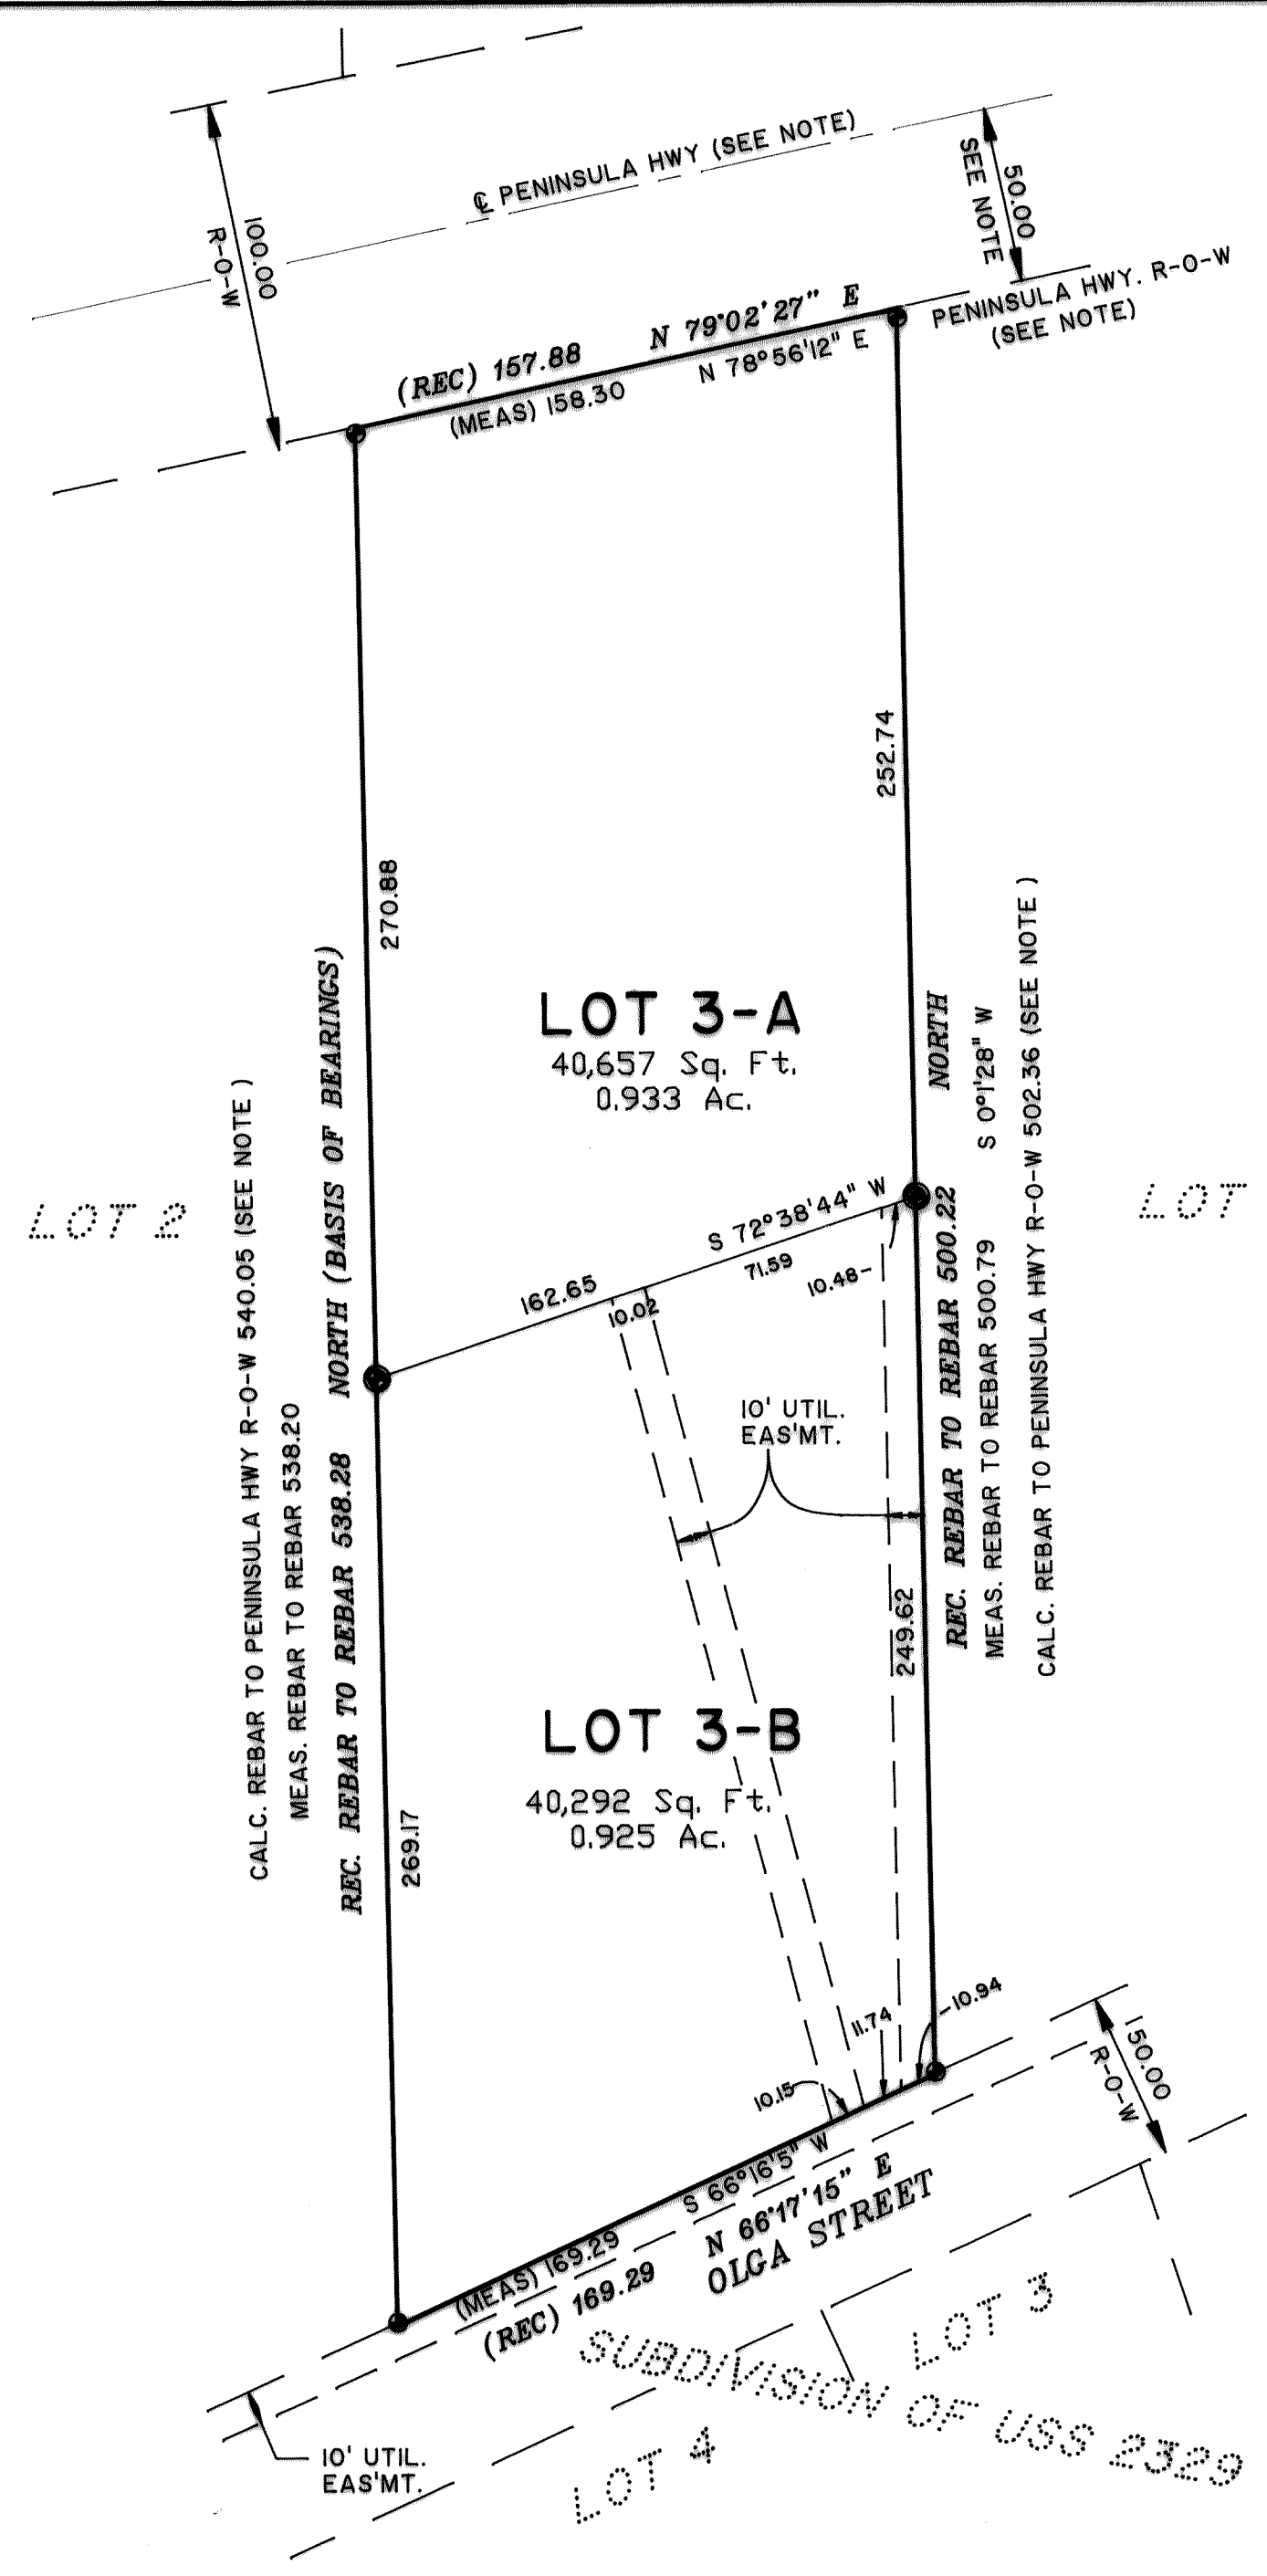 ℄ PENINSULA HWY (SEE NOTE)
50.00
SEE NOTE
100.00
R-O-W
PENINSULA HWY. R-O-W
(SEE NOTE)
(REC) 157.88 N 79°02'27" E
(MEAS) 158.30 N 78°56'12" E
252.74
270.88
LOT 3-A
40,657 Sq. Ft.
0.933 Ac.
LOT 2
LOT
CALC. REBAR TO PENINSULA HWY R-O-W 540.05 (SEE NOTE )
MEAS. REBAR TO REBAR 538.20
REC. REBAR TO REBAR 538.28 NORTH (BASIS OF BEARINGS)
REC. REBAR TO REBAR 500.22 NORTH
MEAS. REBAR TO REBAR 500.79 S 0°1'28" W
CALC. REBAR TO PENINSULA HWY R-O-W 502.36 (SEE NOTE )
S 72°38'44" W
162.65
10.02
71.59
10.48
10' UTIL.
EAS'MT.
249.62
LOT 3-B
40,292 Sq. Ft.
0.925 Ac.
269.17
10.94
11.74
10.15
50.00
R-O-W
(MEAS) 169.29 S 66°16'5" W
(REC) 169.29 N 66°17'15" E
OLGA STREET
LOT 3
SUBDIVISION OF USS 2329
LOT 4
10' UTIL.
EAS'MT.